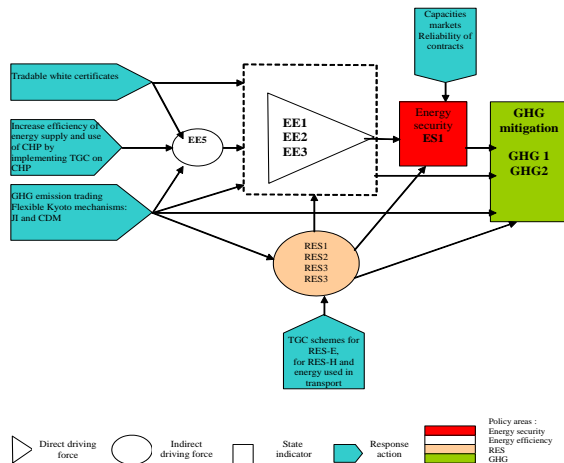 Capacities
markets
Reliability of
contracts
Tradable white certificates
Increase efficiency of
energy supply and use
of CHP by
implementing TGC on
CHP
GHG emission trading
Flexible Kyoto mechanisms:
JI and CDM
EE5
EE1
EE2
EE3
Energy
security
ES1
GHG
mitigation
GHG 1
GHG2
RES1
RES2
RES3
RES3
TGC schemes for
RES-E,
for RES-H and
energy used in
transport
Direct driving
force
Indirect
driving force
State
indicator
Response
action
Policy areas :
Energy security
Energy efficiency
RES
GHG